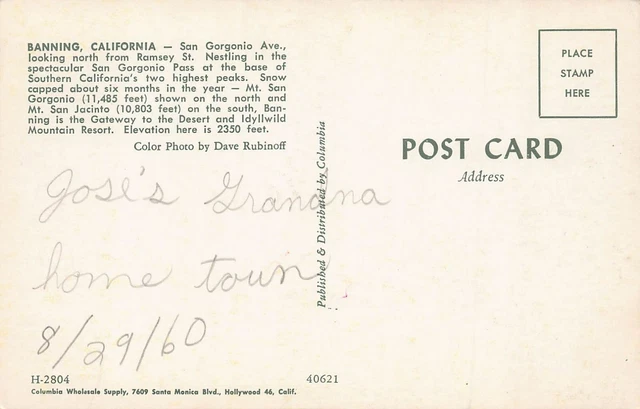 BANNING, CALIFORNIA — San Gorgonio Ave.,
looking north from Ramsey St. Nestling in the
spectacular San Gorgonio Pass at the base of
Southern California's two highest peaks. Snow
capped about six months in the year — Mt. San
Gorgonio (11,485 feet) shown on the north and
Mt. San Jacinto (10,803 feet) on the south, Ban-
ning is the Gateway to the Desert and Idyllwild
Mountain Resort. Elevation here is 2350 feet.
Color Photo by Dave Rubinoff
José's Grandna
home town
8/29/60
H-2804
Columbia Wholesale Supply, 7609 Santa Monica Blvd., Hollywood 46, Calif.
Published & Distributed by Columbia
40621
PLACE
STAMP
HERE
POST CARD
Address